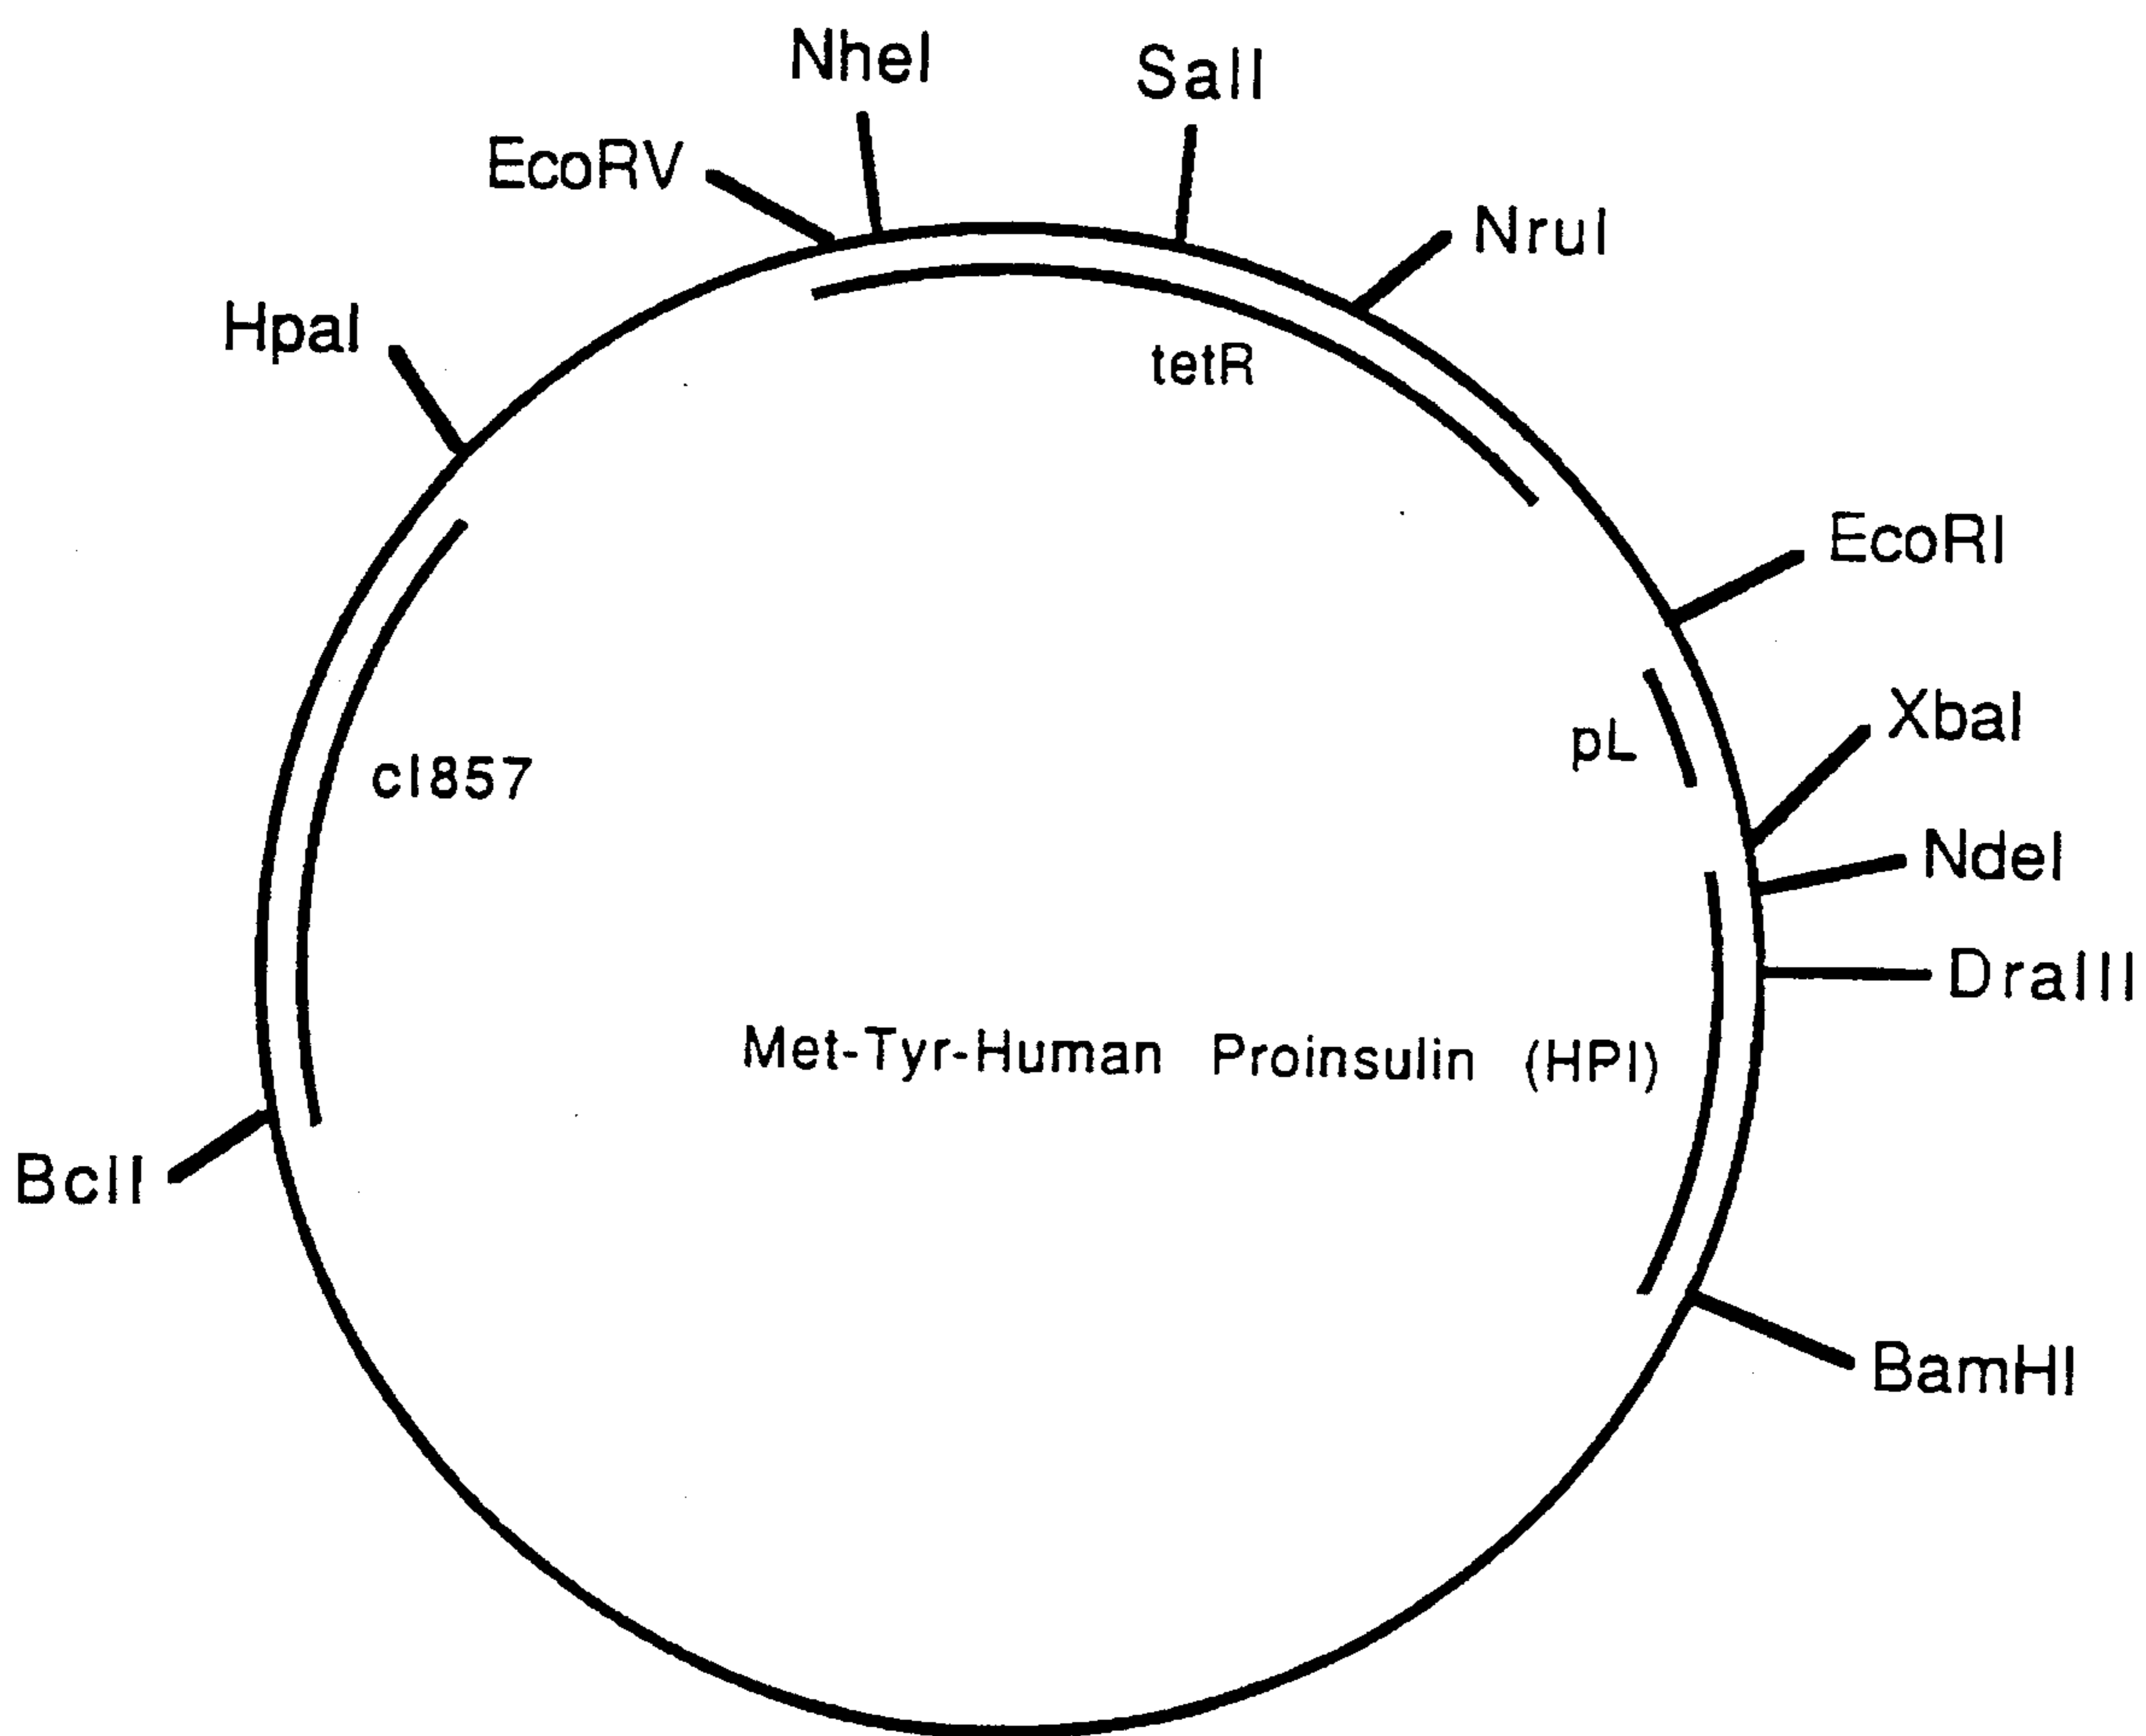 NheI
SalI
EcoRV
NruI
HpaI
tetR
EcoRI
XbaI
pL
cI857
NdeI
DraIII
Met-Tyr-Human Proinsulin (HPI)
BclI
BamHI